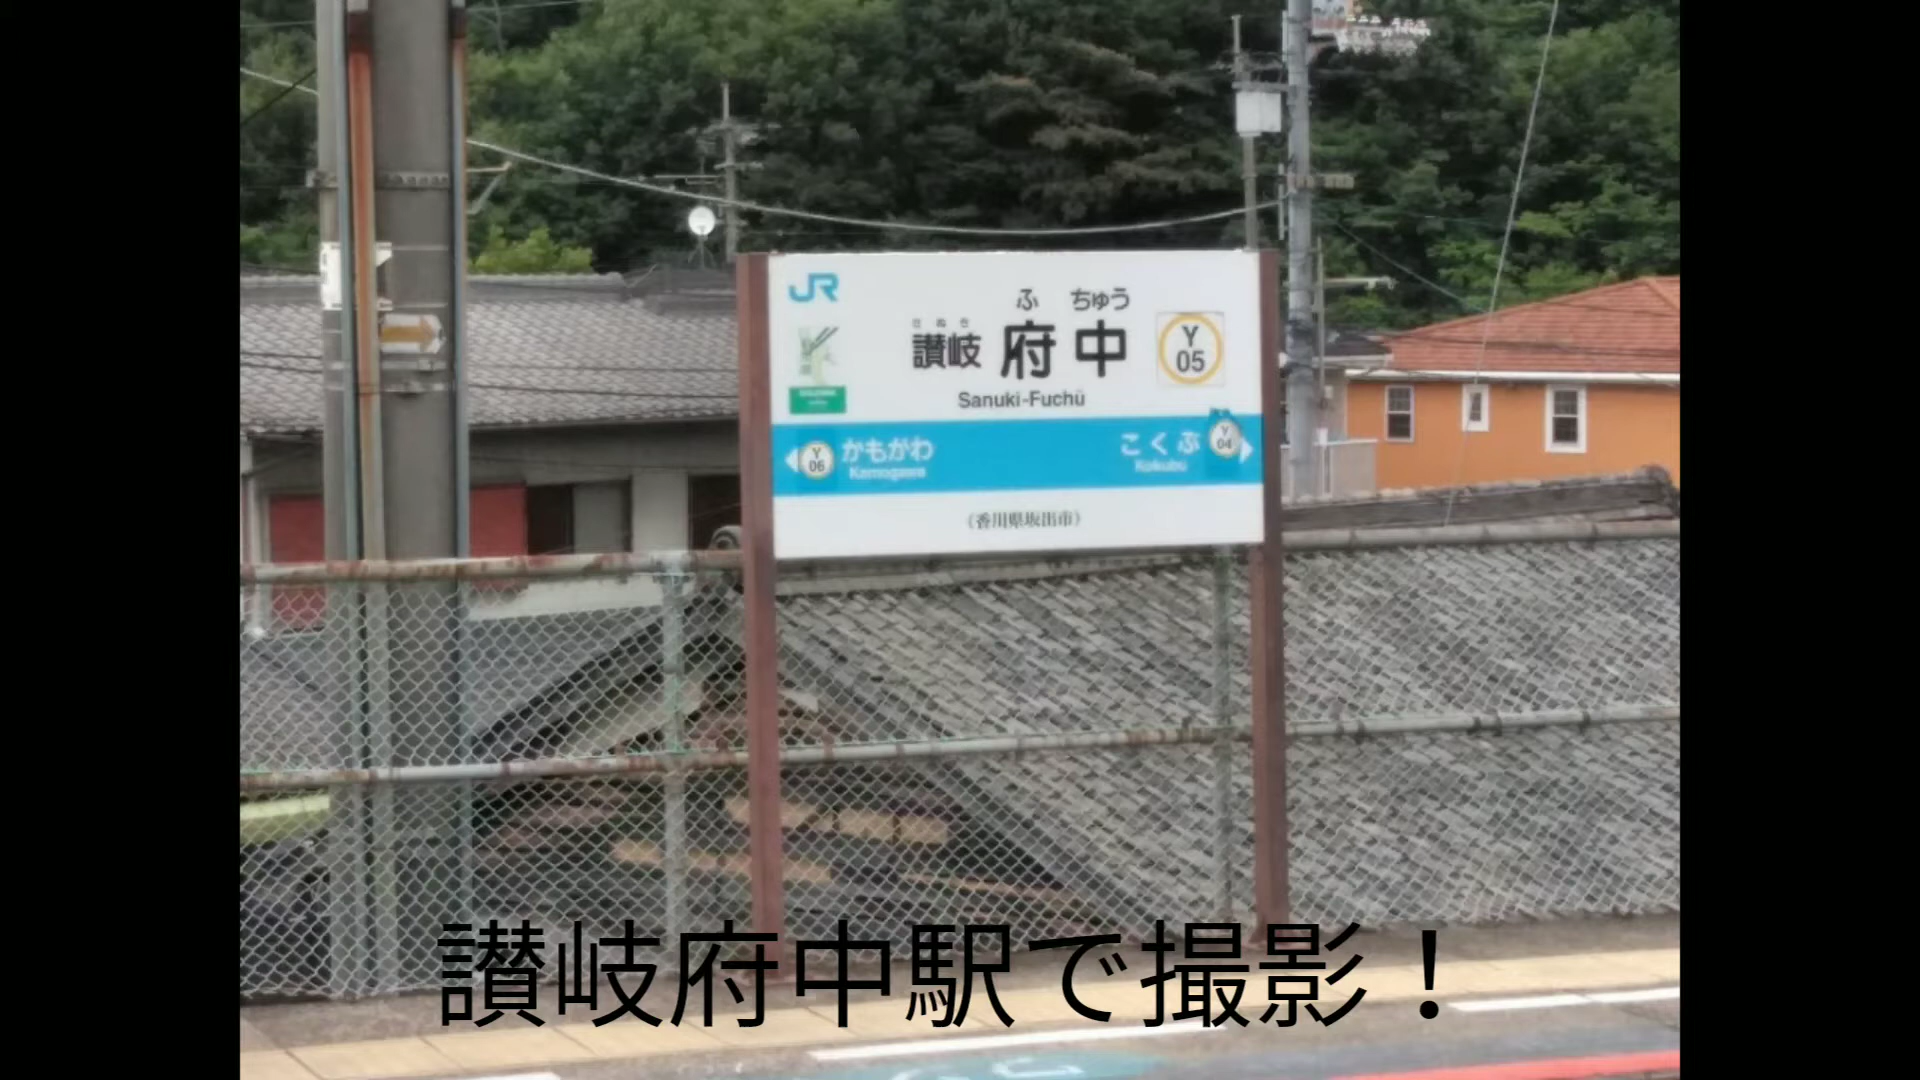 JR
ふ ちゅう
さぬき
讃岐 府中
Y
05
Sanuki-Fuchū
Y
06
かもがわ
Kamogawa
こくぶ
Kokubu
Y
04
(香川県坂出市)
讃岐府中駅で撮影！